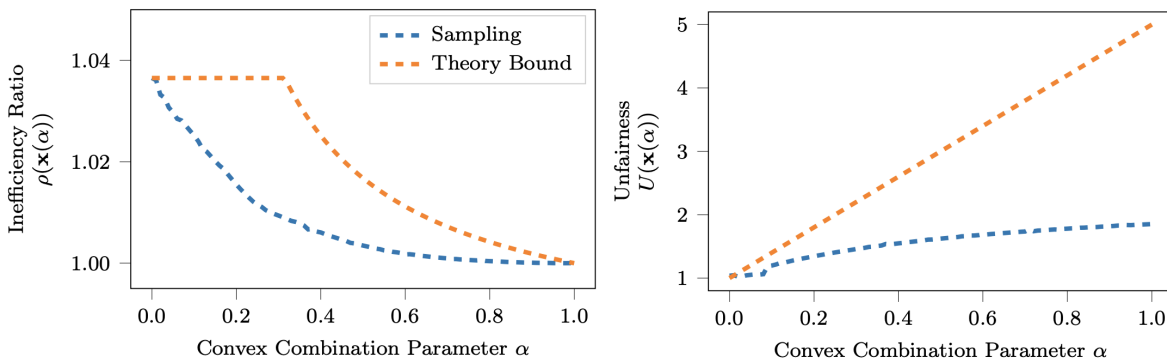 Inefficiency Ratio
ρ(x(α))
1.04
1.02
1.00
Sampling
Theory Bound
0.0 0.2 0.4 0.6 0.8 1.0
Convex Combination Parameter α
Unfairness
U(x(α))
5
4
3
2
1
0.0 0.2 0.4 0.6 0.8 1.0
Convex Combination Parameter α